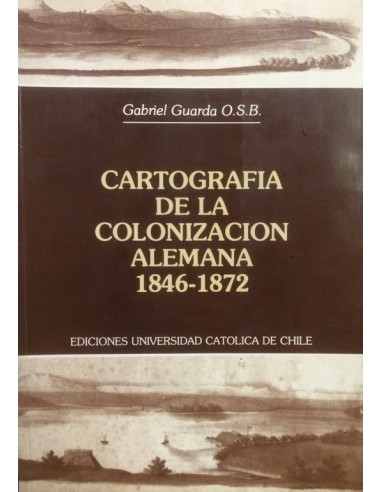 Gabriel Guarda O.S.B.
CARTOGRAFIA
DE LA
COLONIZACION
ALEMANA
1846-1872
EDICIONES UNIVERSIDAD CATOLICA DE CHILE